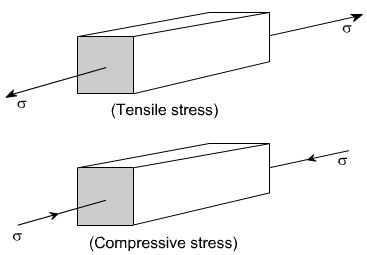 σ
σ
(Tensile stress)
σ
σ
(Compressive stress)